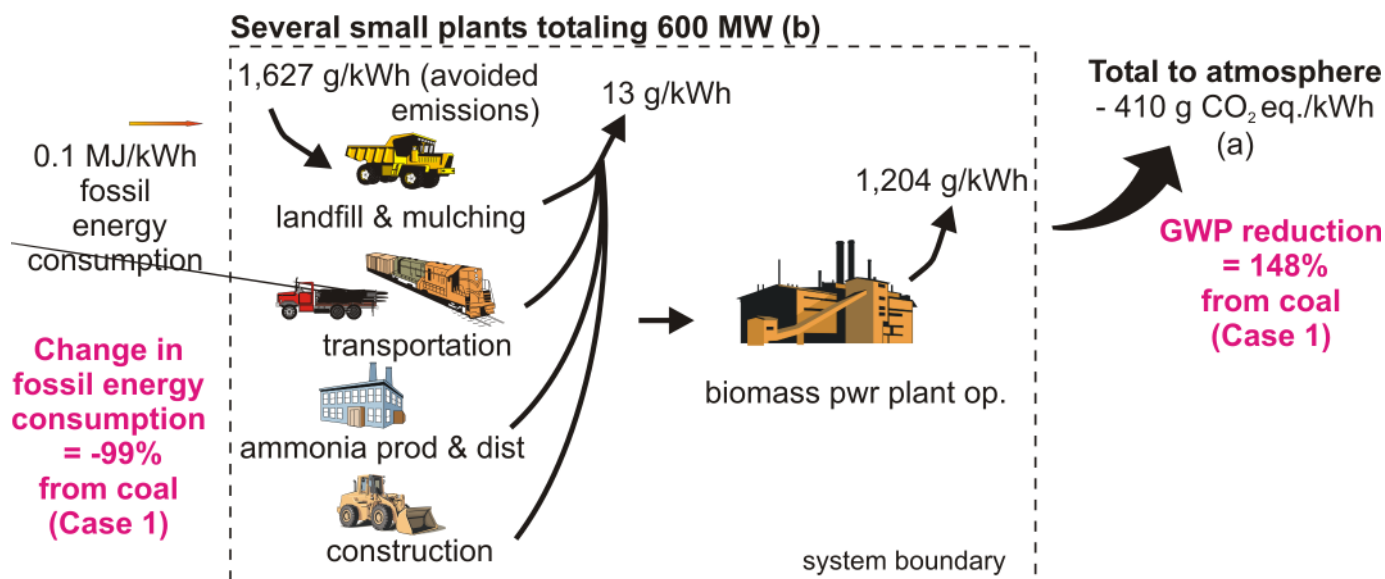 Several small plants totaling 600 MW (b)
1,627 g/kWh (avoided
emissions)
13 g/kWh
Total to atmosphere
- 410 g CO₂ eq./kWh
(a)
0.1 MJ/kWh
fossil
energy
consumption
landfill & mulching
1,204 g/kWh
GWP reduction
= 148%
from coal
(Case 1)
transportation
Change in
fossil energy
consumption
= -99%
from coal
(Case 1)
biomass pwr plant op.
ammonia prod & dist
construction
system boundary